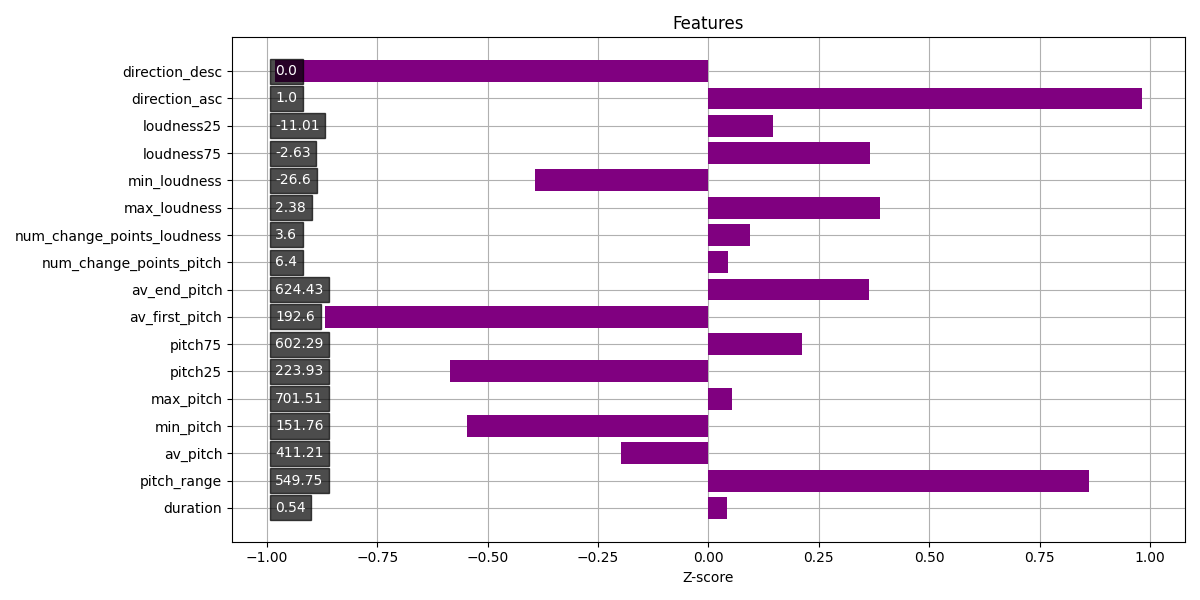 Features
direction_desc 0.0
direction_asc 1.0
loudness25 -11.01
loudness75 -2.63
min_loudness -26.6
max_loudness 2.38
num_change_points_loudness 3.6
num_change_points_pitch 6.4
av_end_pitch 624.43
av_first_pitch 192.6
pitch75 602.29
pitch25 223.93
max_pitch 701.51
min_pitch 151.76
av_pitch 411.21
pitch_range 549.75
duration 0.54
−1.00 −0.75 −0.50 −0.25 0.00 0.25 0.50 0.75 1.00
Z-score